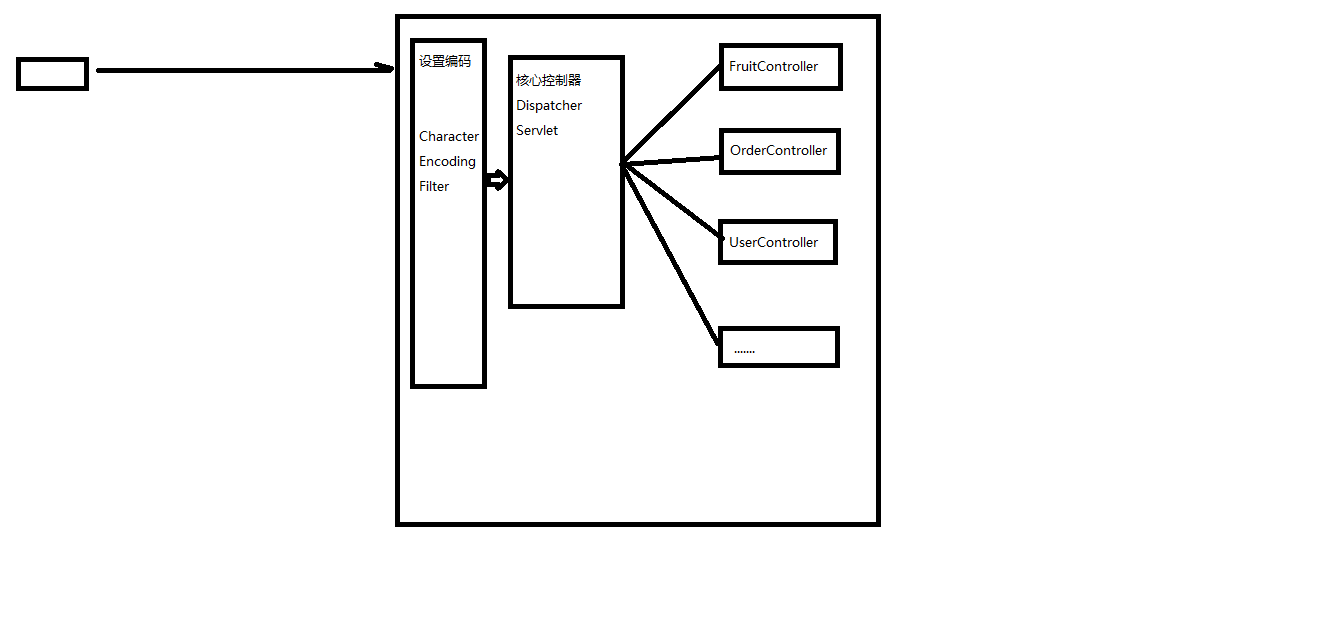 设置编码
Character
Encoding
Filter
核心控制器
Dispatcher
Servlet
FruitController
OrderController
UserController
.......